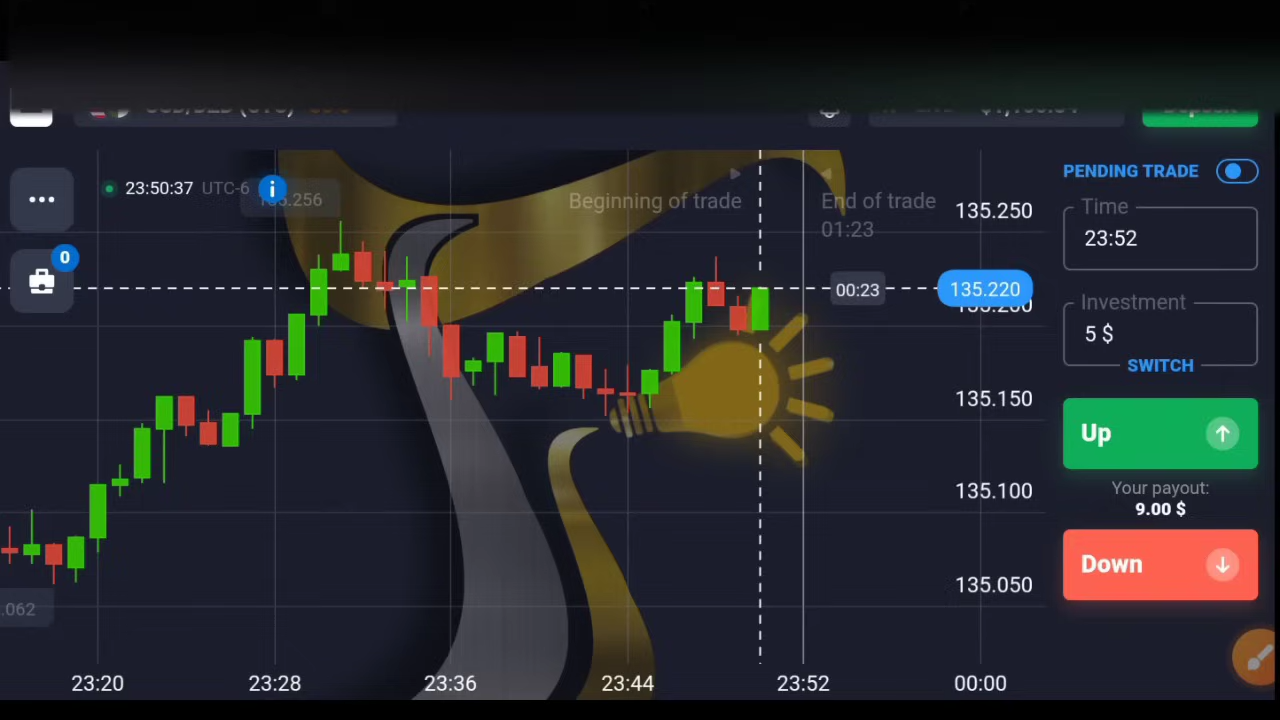 23:50:37 UTC-6
i
Beginning of trade
End of trade
01:23
PENDING TRADE
Time
23:52
0
135.250
00:23
135.220
Investment
5 $
SWITCH
135.150
Up
135.100
Your payout:
9.00 $
Down
135.050
.062
23:20
23:28
23:36
23:44
23:52
00:00